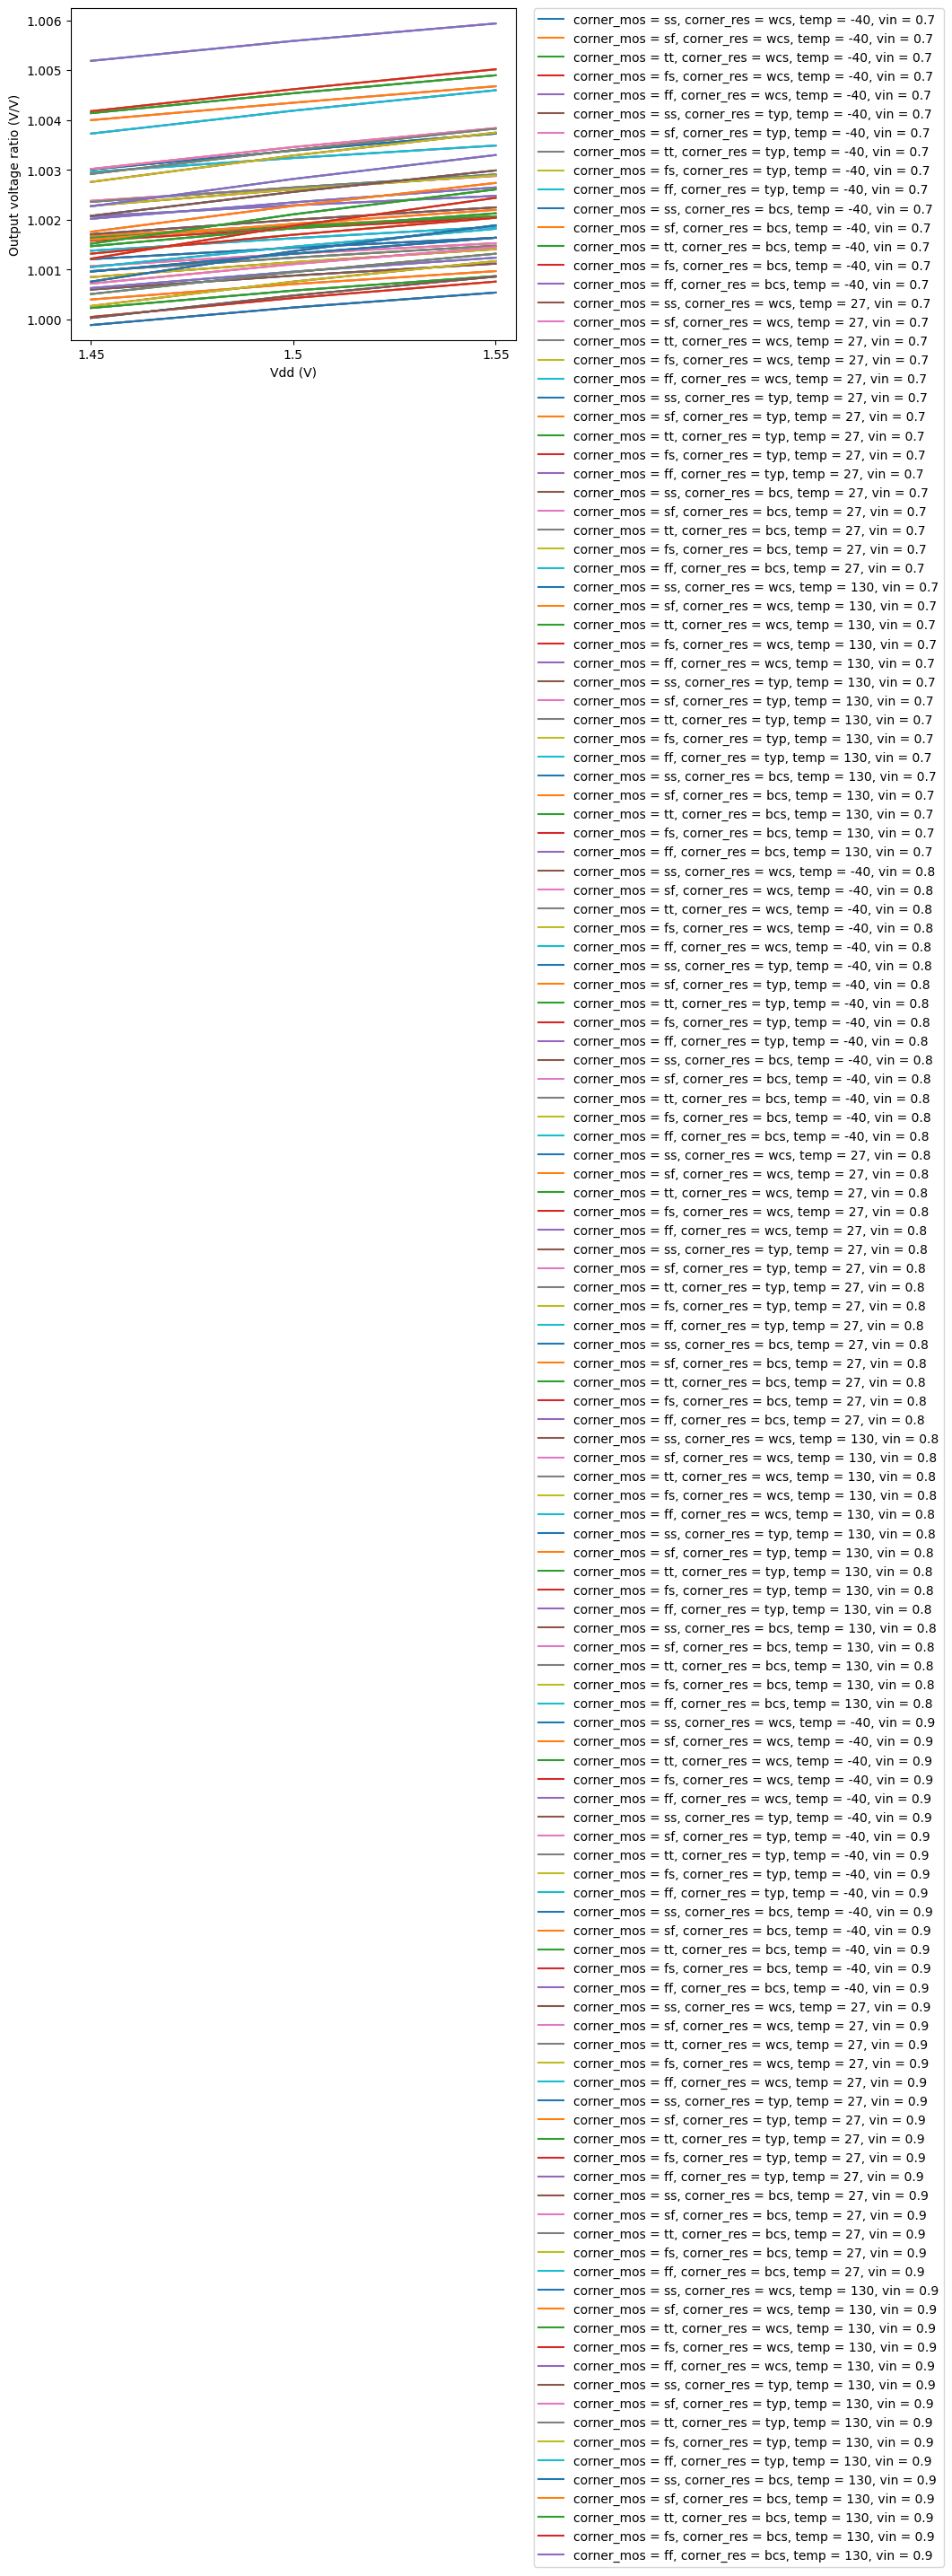 1.006
1.005
1.004
1.003
1.002
1.001
1.000
Output voltage ratio (V/V)
1.45
1.5
1.55
Vdd (V)
corner_mos = ss, corner_res = wcs, temp = -40, vin = 0.7
corner_mos = sf, corner_res = wcs, temp = -40, vin = 0.7
corner_mos = tt, corner_res = wcs, temp = -40, vin = 0.7
corner_mos = fs, corner_res = wcs, temp = -40, vin = 0.7
corner_mos = ff, corner_res = wcs, temp = -40, vin = 0.7
corner_mos = ss, corner_res = typ, temp = -40, vin = 0.7
corner_mos = sf, corner_res = typ, temp = -40, vin = 0.7
corner_mos = tt, corner_res = typ, temp = -40, vin = 0.7
corner_mos = fs, corner_res = typ, temp = -40, vin = 0.7
corner_mos = ff, corner_res = typ, temp = -40, vin = 0.7
corner_mos = ss, corner_res = bcs, temp = -40, vin = 0.7
corner_mos = sf, corner_res = bcs, temp = -40, vin = 0.7
corner_mos = tt, corner_res = bcs, temp = -40, vin = 0.7
corner_mos = fs, corner_res = bcs, temp = -40, vin = 0.7
corner_mos = ff, corner_res = bcs, temp = -40, vin = 0.7
corner_mos = ss, corner_res = wcs, temp = 27, vin = 0.7
corner_mos = sf, corner_res = wcs, temp = 27, vin = 0.7
corner_mos = tt, corner_res = wcs, temp = 27, vin = 0.7
corner_mos = fs, corner_res = wcs, temp = 27, vin = 0.7
corner_mos = ff, corner_res = wcs, temp = 27, vin = 0.7
corner_mos = ss, corner_res = typ, temp = 27, vin = 0.7
corner_mos = sf, corner_res = typ, temp = 27, vin = 0.7
corner_mos = tt, corner_res = typ, temp = 27, vin = 0.7
corner_mos = fs, corner_res = typ, temp = 27, vin = 0.7
corner_mos = ff, corner_res = typ, temp = 27, vin = 0.7
corner_mos = ss, corner_res = bcs, temp = 27, vin = 0.7
corner_mos = sf, corner_res = bcs, temp = 27, vin = 0.7
corner_mos = tt, corner_res = bcs, temp = 27, vin = 0.7
corner_mos = fs, corner_res = bcs, temp = 27, vin = 0.7
corner_mos = ff, corner_res = bcs, temp = 27, vin = 0.7
corner_mos = ss, corner_res = wcs, temp = 130, vin = 0.7
corner_mos = sf, corner_res = wcs, temp = 130, vin = 0.7
corner_mos = tt, corner_res = wcs, temp = 130, vin = 0.7
corner_mos = fs, corner_res = wcs, temp = 130, vin = 0.7
corner_mos = ff, corner_res = wcs, temp = 130, vin = 0.7
corner_mos = ss, corner_res = typ, temp = 130, vin = 0.7
corner_mos = sf, corner_res = typ, temp = 130, vin = 0.7
corner_mos = tt, corner_res = typ, temp = 130, vin = 0.7
corner_mos = fs, corner_res = typ, temp = 130, vin = 0.7
corner_mos = ff, corner_res = typ, temp = 130, vin = 0.7
corner_mos = ss, corner_res = bcs, temp = 130, vin = 0.7
corner_mos = sf, corner_res = bcs, temp = 130, vin = 0.7
corner_mos = tt, corner_res = bcs, temp = 130, vin = 0.7
corner_mos = fs, corner_res = bcs, temp = 130, vin = 0.7
corner_mos = ff, corner_res = bcs, temp = 130, vin = 0.7
corner_mos = ss, corner_res = wcs, temp = -40, vin = 0.8
corner_mos = sf, corner_res = wcs, temp = -40, vin = 0.8
corner_mos = tt, corner_res = wcs, temp = -40, vin = 0.8
corner_mos = fs, corner_res = wcs, temp = -40, vin = 0.8
corner_mos = ff, corner_res = wcs, temp = -40, vin = 0.8
corner_mos = ss, corner_res = typ, temp = -40, vin = 0.8
corner_mos = sf, corner_res = typ, temp = -40, vin = 0.8
corner_mos = tt, corner_res = typ, temp = -40, vin = 0.8
corner_mos = fs, corner_res = typ, temp = -40, vin = 0.8
corner_mos = ff, corner_res = typ, temp = -40, vin = 0.8
corner_mos = ss, corner_res = bcs, temp = -40, vin = 0.8
corner_mos = sf, corner_res = bcs, temp = -40, vin = 0.8
corner_mos = tt, corner_res = bcs, temp = -40, vin = 0.8
corner_mos = fs, corner_res = bcs, temp = -40, vin = 0.8
corner_mos = ff, corner_res = bcs, temp = -40, vin = 0.8
corner_mos = ss, corner_res = wcs, temp = 27, vin = 0.8
corner_mos = sf, corner_res = wcs, temp = 27, vin = 0.8
corner_mos = tt, corner_res = wcs, temp = 27, vin = 0.8
corner_mos = fs, corner_res = wcs, temp = 27, vin = 0.8
corner_mos = ff, corner_res = wcs, temp = 27, vin = 0.8
corner_mos = ss, corner_res = typ, temp = 27, vin = 0.8
corner_mos = sf, corner_res = typ, temp = 27, vin = 0.8
corner_mos = tt, corner_res = typ, temp = 27, vin = 0.8
corner_mos = fs, corner_res = typ, temp = 27, vin = 0.8
corner_mos = ff, corner_res = typ, temp = 27, vin = 0.8
corner_mos = ss, corner_res = bcs, temp = 27, vin = 0.8
corner_mos = sf, corner_res = bcs, temp = 27, vin = 0.8
corner_mos = tt, corner_res = bcs, temp = 27, vin = 0.8
corner_mos = fs, corner_res = bcs, temp = 27, vin = 0.8
corner_mos = ff, corner_res = bcs, temp = 27, vin = 0.8
corner_mos = ss, corner_res = wcs, temp = 130, vin = 0.8
corner_mos = sf, corner_res = wcs, temp = 130, vin = 0.8
corner_mos = tt, corner_res = wcs, temp = 130, vin = 0.8
corner_mos = fs, corner_res = wcs, temp = 130, vin = 0.8
corner_mos = ff, corner_res = wcs, temp = 130, vin = 0.8
corner_mos = ss, corner_res = typ, temp = 130, vin = 0.8
corner_mos = sf, corner_res = typ, temp = 130, vin = 0.8
corner_mos = tt, corner_res = typ, temp = 130, vin = 0.8
corner_mos = fs, corner_res = typ, temp = 130, vin = 0.8
corner_mos = ff, corner_res = typ, temp = 130, vin = 0.8
corner_mos = ss, corner_res = bcs, temp = 130, vin = 0.8
corner_mos = sf, corner_res = bcs, temp = 130, vin = 0.8
corner_mos = tt, corner_res = bcs, temp = 130, vin = 0.8
corner_mos = fs, corner_res = bcs, temp = 130, vin = 0.8
corner_mos = ff, corner_res = bcs, temp = 130, vin = 0.8
corner_mos = ss, corner_res = wcs, temp = -40, vin = 0.9
corner_mos = sf, corner_res = wcs, temp = -40, vin = 0.9
corner_mos = tt, corner_res = wcs, temp = -40, vin = 0.9
corner_mos = fs, corner_res = wcs, temp = -40, vin = 0.9
corner_mos = ff, corner_res = wcs, temp = -40, vin = 0.9
corner_mos = ss, corner_res = typ, temp = -40, vin = 0.9
corner_mos = sf, corner_res = typ, temp = -40, vin = 0.9
corner_mos = tt, corner_res = typ, temp = -40, vin = 0.9
corner_mos = fs, corner_res = typ, temp = -40, vin = 0.9
corner_mos = ff, corner_res = typ, temp = -40, vin = 0.9
corner_mos = ss, corner_res = bcs, temp = -40, vin = 0.9
corner_mos = sf, corner_res = bcs, temp = -40, vin = 0.9
corner_mos = tt, corner_res = bcs, temp = -40, vin = 0.9
corner_mos = fs, corner_res = bcs, temp = -40, vin = 0.9
corner_mos = ff, corner_res = bcs, temp = -40, vin = 0.9
corner_mos = ss, corner_res = wcs, temp = 27, vin = 0.9
corner_mos = sf, corner_res = wcs, temp = 27, vin = 0.9
corner_mos = tt, corner_res = wcs, temp = 27, vin = 0.9
corner_mos = fs, corner_res = wcs, temp = 27, vin = 0.9
corner_mos = ff, corner_res = wcs, temp = 27, vin = 0.9
corner_mos = ss, corner_res = typ, temp = 27, vin = 0.9
corner_mos = sf, corner_res = typ, temp = 27, vin = 0.9
corner_mos = tt, corner_res = typ, temp = 27, vin = 0.9
corner_mos = fs, corner_res = typ, temp = 27, vin = 0.9
corner_mos = ff, corner_res = typ, temp = 27, vin = 0.9
corner_mos = ss, corner_res = bcs, temp = 27, vin = 0.9
corner_mos = sf, corner_res = bcs, temp = 27, vin = 0.9
corner_mos = tt, corner_res = bcs, temp = 27, vin = 0.9
corner_mos = fs, corner_res = bcs, temp = 27, vin = 0.9
corner_mos = ff, corner_res = bcs, temp = 27, vin = 0.9
corner_mos = ss, corner_res = wcs, temp = 130, vin = 0.9
corner_mos = sf, corner_res = wcs, temp = 130, vin = 0.9
corner_mos = tt, corner_res = wcs, temp = 130, vin = 0.9
corner_mos = fs, corner_res = wcs, temp = 130, vin = 0.9
corner_mos = ff, corner_res = wcs, temp = 130, vin = 0.9
corner_mos = ss, corner_res = typ, temp = 130, vin = 0.9
corner_mos = sf, corner_res = typ, temp = 130, vin = 0.9
corner_mos = tt, corner_res = typ, temp = 130, vin = 0.9
corner_mos = fs, corner_res = typ, temp = 130, vin = 0.9
corner_mos = ff, corner_res = typ, temp = 130, vin = 0.9
corner_mos = ss, corner_res = bcs, temp = 130, vin = 0.9
corner_mos = sf, corner_res = bcs, temp = 130, vin = 0.9
corner_mos = tt, corner_res = bcs, temp = 130, vin = 0.9
corner_mos = fs, corner_res = bcs, temp = 130, vin = 0.9
corner_mos = ff, corner_res = bcs, temp = 130, vin = 0.9